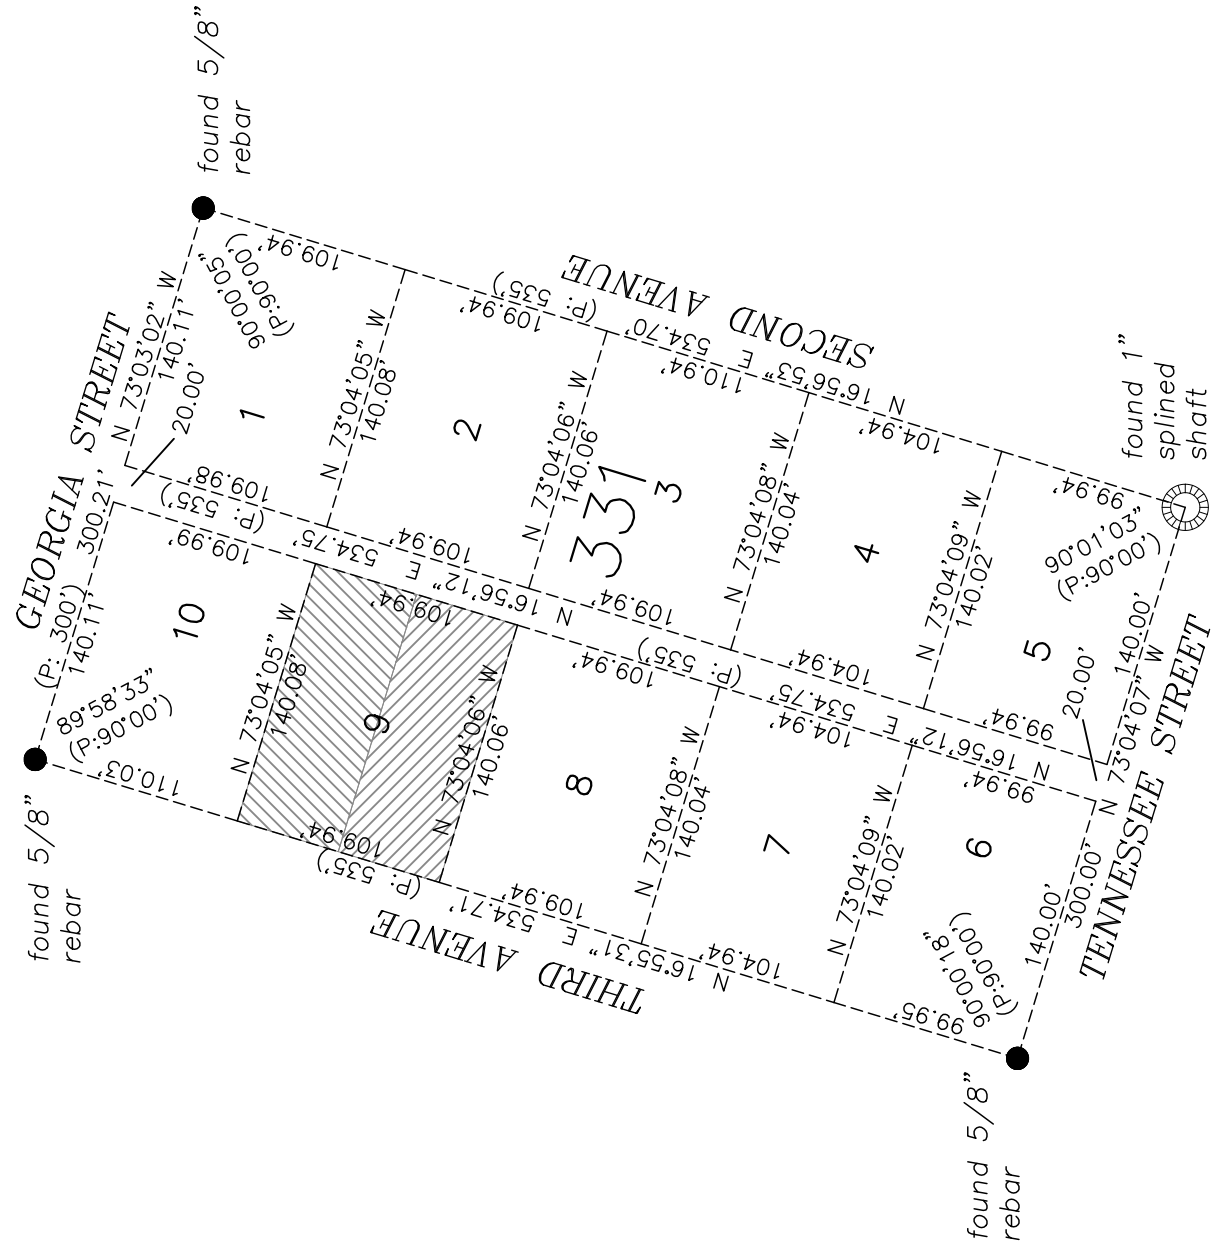 found 5/8"
rebar
GEORGIA STREET
N 73°03'02" W
140.11'
300.21'
(P: 300')
140.11'
20.00'
90°00'05"
(P:90°00')
109.94'
found 5/8"
rebar
89°58'33"
(P:90°00')
110.03'
10
109.99'
1
109.98'
(P: 535')
534.75'
N 16°56'12" E
N 73°04'05" W
140.08'
N 73°04'05" W
140.08'
2
109.94'
109.94'
(P: 535')
534.70'
N 16°56'53" E
SECOND AVENUE
9
109.94'
109.94'
(P: 535')
534.71'
N 16°55'31" E
THIRD AVENUE
N 73°04'06" W
140.06'
N 73°04'06" W
140.06'
331
3
110.94'
109.94'
8
109.94'
109.94'
N 73°04'08" W
140.04'
N 73°04'08" W
140.04'
4
104.94'
104.94'
7
104.94'
104.94'
(P: 535')
534.75'
N 16°56'12" E
N 73°04'09" W
140.02'
N 73°04'09" W
140.02'
5
99.94'
99.94'
90°01'03"
(P:90°00')
6
99.94'
99.95'
90°00'18"
(P:90°00')
20.00'
140.00'
140.00'
N 73°04'07" W
300.00'
TENNESSEE STREET
found 1"
splined
shaft
found 5/8"
rebar